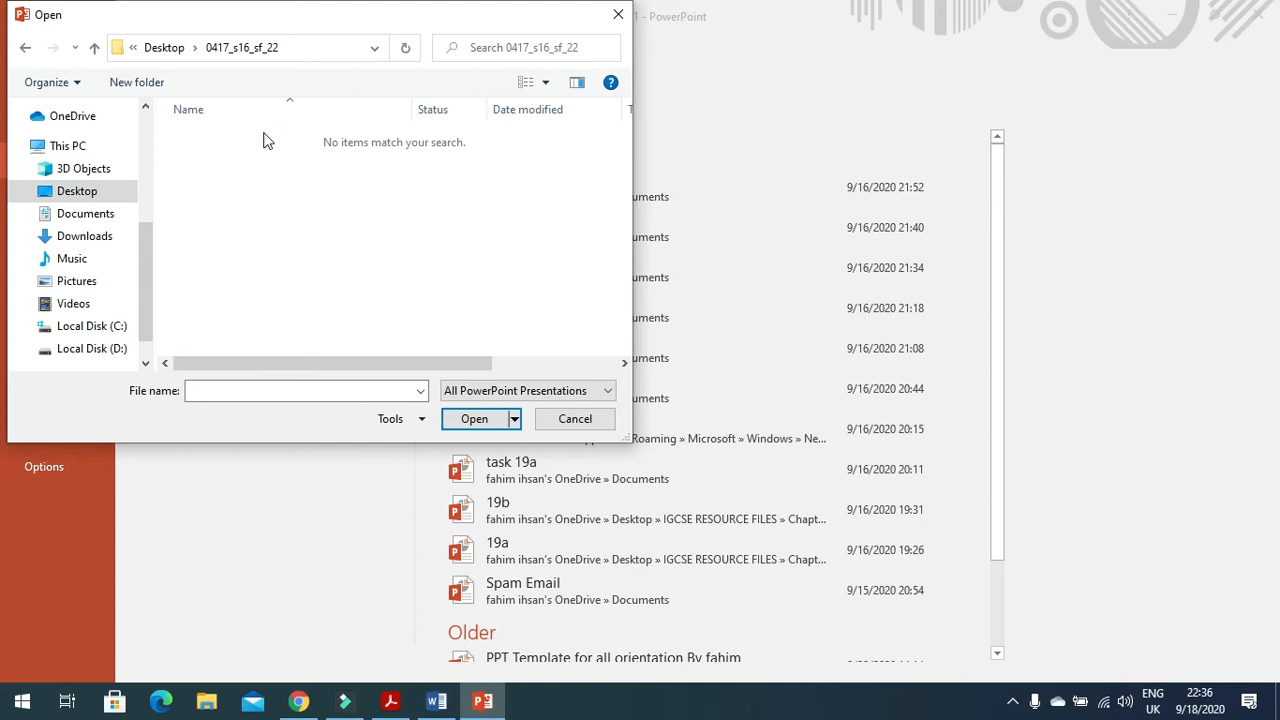 Open
1 - PowerPoint
Desktop
0417_s16_sf_22
Search 0417_s16_sf_22
Organize
New folder
Name
Status
Date modified
T
OneDrive
No items match your search.
This PC
3D Objects
Desktop
Documents
Downloads
Music
Pictures
Videos
Local Disk (C:)
Local Disk (D:)
File name:
All PowerPoint Presentations
Tools
Open
Cancel
Options
9/16/2020 21:52
uments
9/16/2020 21:40
uments
9/16/2020 21:34
uments
9/16/2020 21:18
uments
9/16/2020 21:08
uments
9/16/2020 20:44
uments
9/16/2020 20:15
Roaming » Microsoft » Windows » Ne...
task 19a
9/16/2020 20:11
fahim ihsan's OneDrive » Documents
19b
9/16/2020 19:31
fahim ihsan's OneDrive » Desktop » IGCSE RESOURCE FILES » Chapt...
19a
9/16/2020 19:26
fahim ihsan's OneDrive » Desktop » IGCSE RESOURCE FILES » Chapt...
Spam Email
9/15/2020 20:54
fahim ihsan's OneDrive » Documents
Older
PPT Template for all orientation By fahim
ENG
UK
22:36
9/18/2020